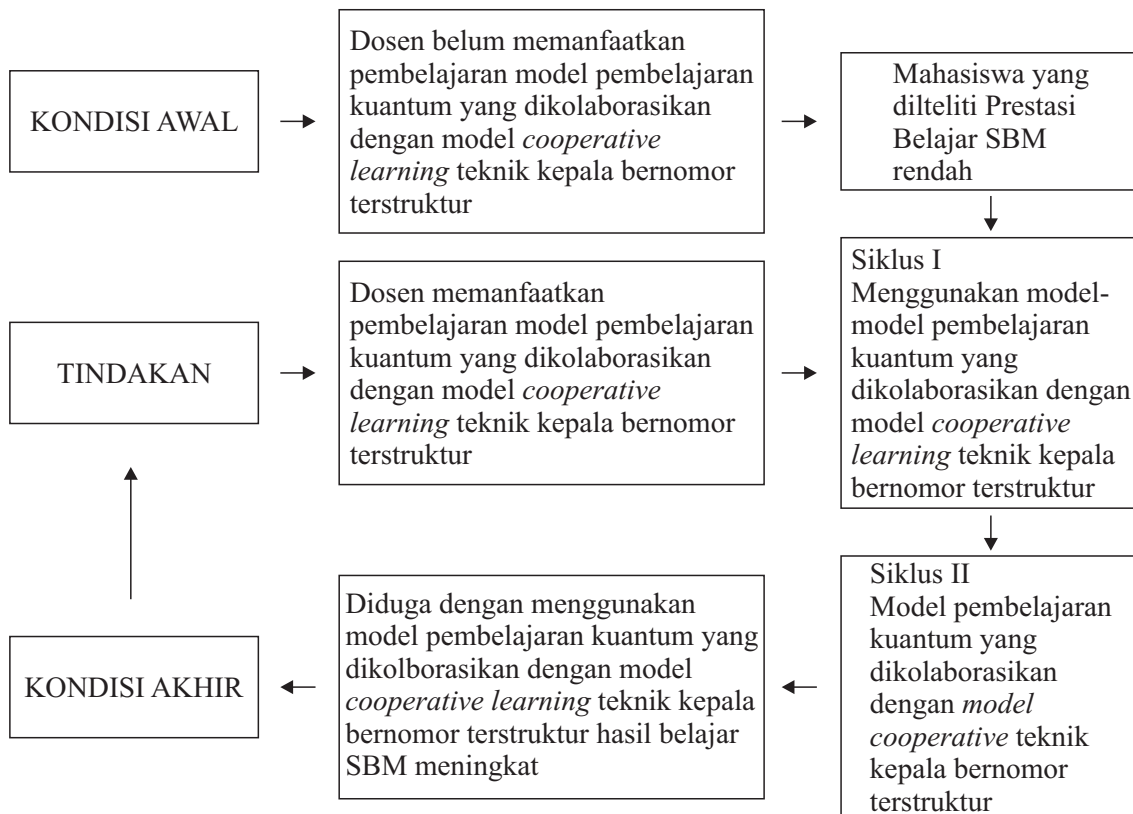 KONDISI AWAL
Dosen belum memanfaatkan
pembelajaran model pembelajaran
kuantum yang dikolaborasikan
dengan model cooperative
learning teknik kepala bernomor
terstruktur
Mahasiswa yang
dilteliti Prestasi
Belajar SBM
rendah
TINDAKAN
Dosen memanfaatkan
pembelajaran model pembelajaran
kuantum yang dikolaborasikan
dengan model cooperative
learning teknik kepala bernomor
terstruktur
Siklus I
Menggunakan model-
model pembelajaran
kuantum yang
dikolaborasikan dengan
model cooperative
learning teknik kepala
bernomor terstruktur
KONDISI AKHIR
Diduga dengan menggunakan
model pembelajaran kuantum yang
dikolborasikan dengan model
cooperative learning teknik kepala
bernomor terstruktur hasil belajar
SBM meningkat
Siklus II
Model pembelajaran
kuantum yang
dikolaborasikan
dengan model
cooperative teknik
kepala bernomor
terstruktur